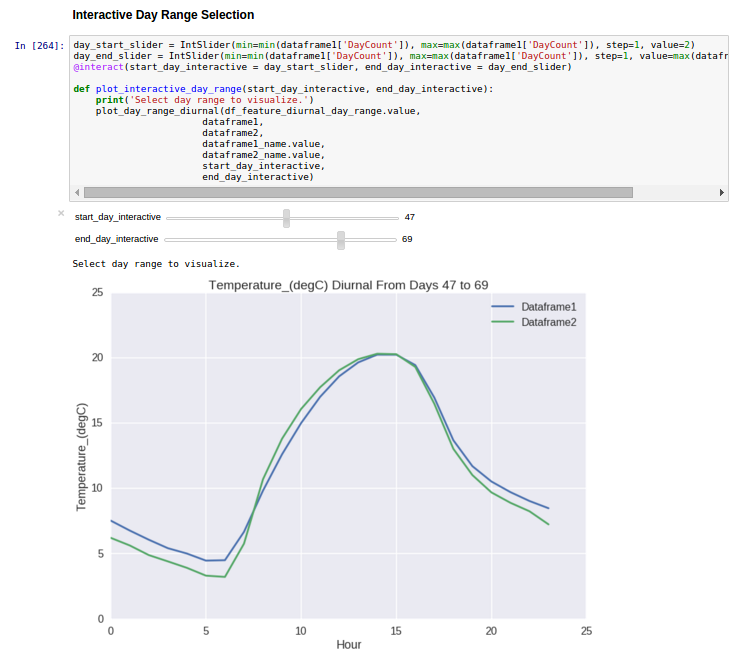 Interactive Day Range Selection
In [264]:
day_start_slider = IntSlider(min=min(dataframe1['DayCount']), max=max(dataframe1['DayCount']), step=1, value=2)
day_end_slider = IntSlider(min=min(dataframe1['DayCount']), max=max(dataframe1['DayCount']), step=1, value=max(datafr
@interact(start_day_interactive = day_start_slider, end_day_interactive = day_end_slider)
def plot_interactive_day_range(start_day_interactive, end_day_interactive):
print('Select day range to visualize.')
plot_day_range_diurnal(df_feature_diurnal_day_range.value,
dataframe1,
dataframe2,
dataframe1_name.value,
dataframe2_name.value,
start_day_interactive,
end_day_interactive)
× start_day_interactive 47
end_day_interactive 69
Select day range to visualize.
Temperature_(degC) Diurnal From Days 47 to 69
Dataframe1
Dataframe2
25
20
15
10
5
0
Temperature_(degC)
0 5 10 15 20 25
Hour